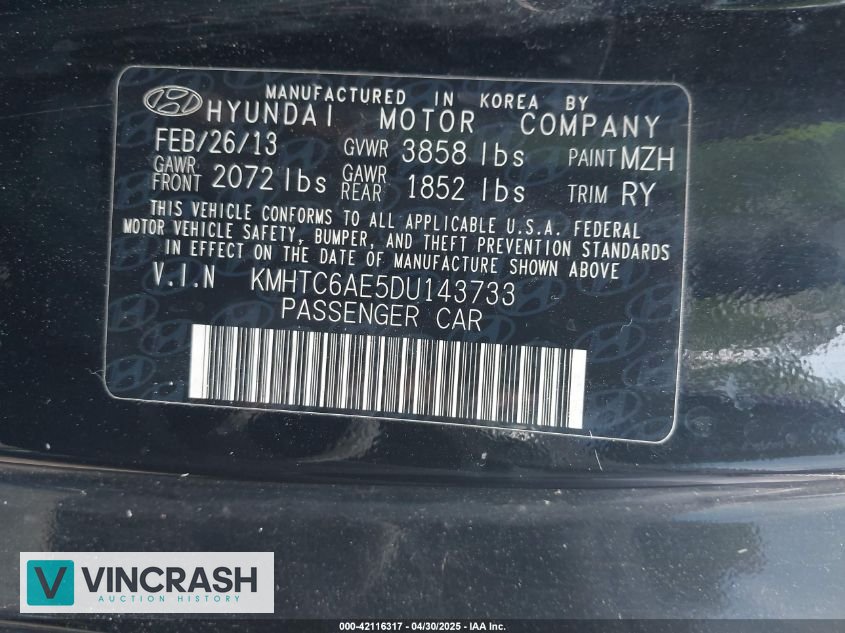 MANUFACTURED IN KOREA BY
HYUNDAI MOTOR COMPANY
FEB/26/13 GVWR 3858 lbs PAINT MZH
GAWR FRONT 2072 lbs GAWR REAR 1852 lbs TRIM RY
THIS VEHICLE CONFORMS TO ALL APPLICABLE U.S.A. FEDERAL
MOTOR VEHICLE SAFETY, BUMPER, AND THEFT PREVENTION STANDARDS
IN EFFECT ON THE DATE OF MANUFACTURE SHOWN ABOVE.
V.I.N KMHTC6AE5DU143733
PASSENGER CAR
VINCRASH
AUCTION HISTORY
000-42116317 - 04/30/2025 - IAA Inc.